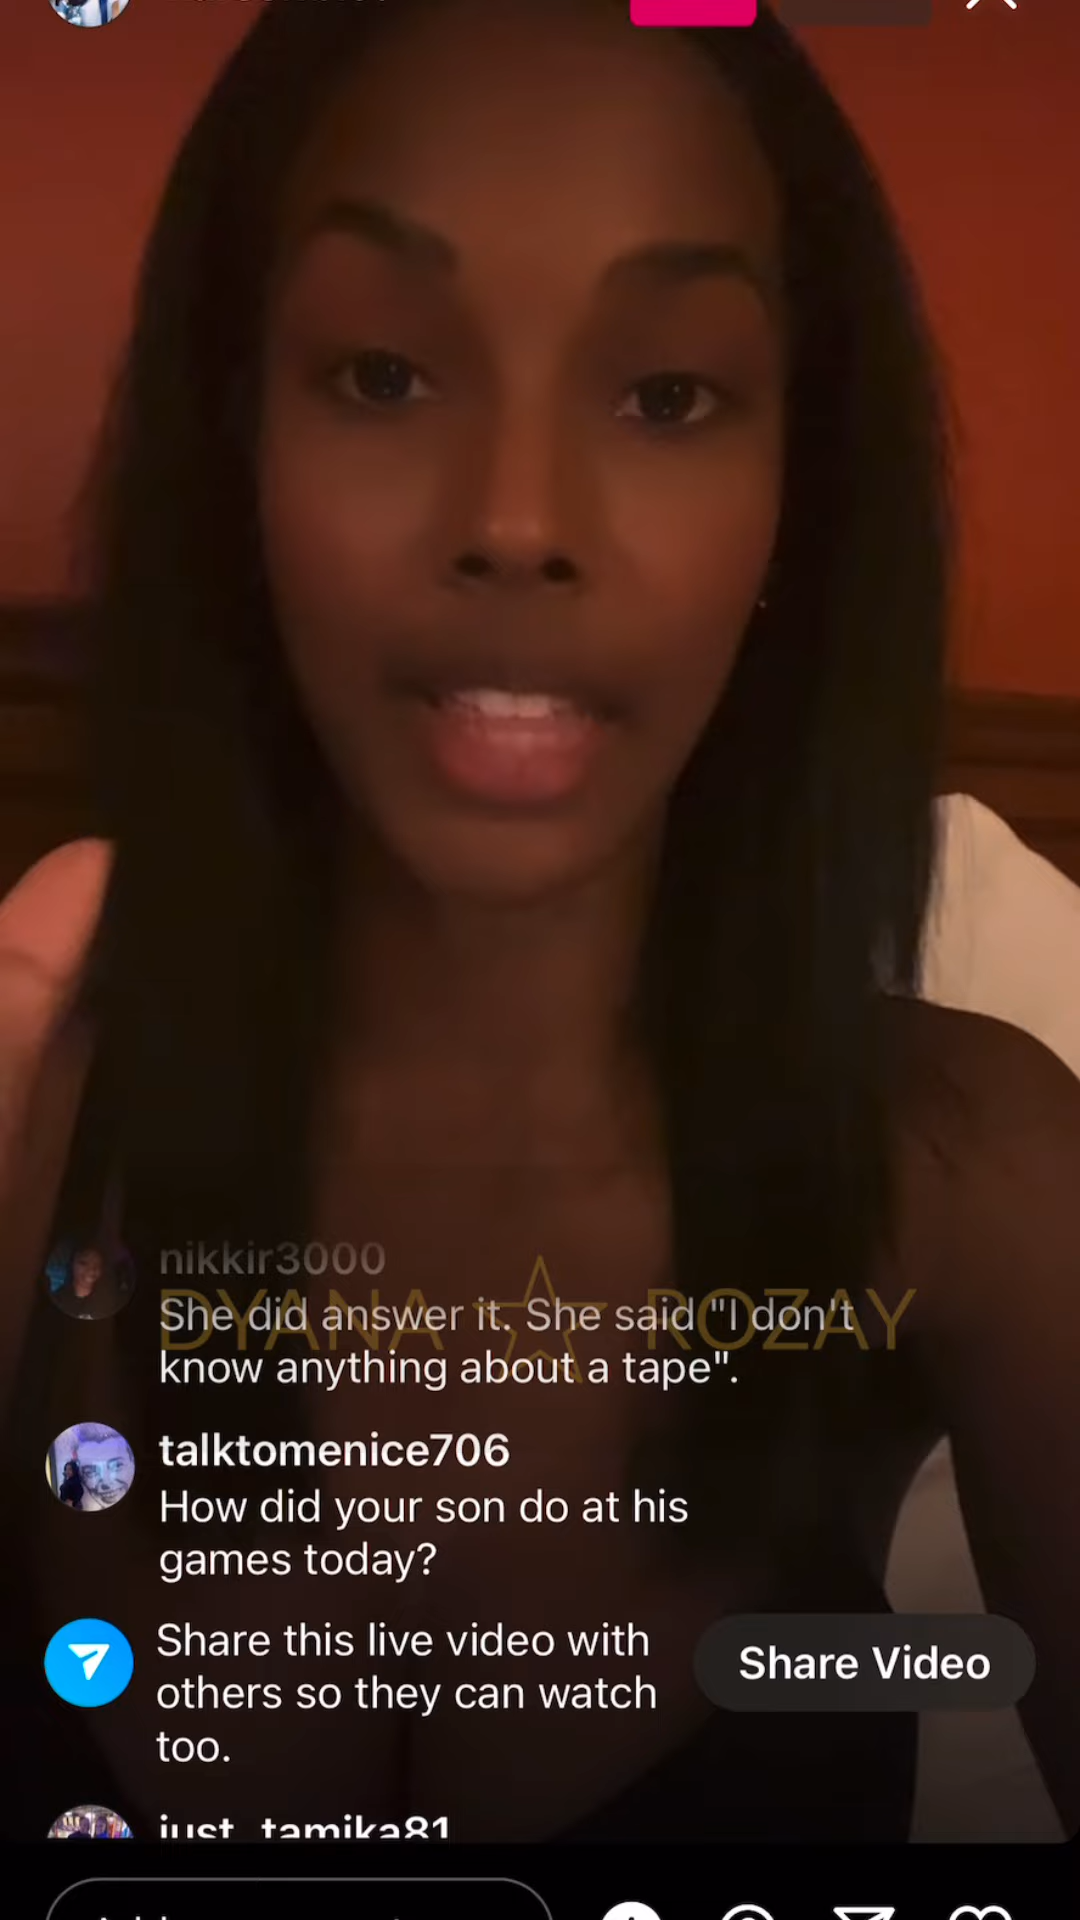 nikkir3000
She did answer it. She said "I don't
know anything about a tape".
DYANA ROZAY
talktomenice706
How did your son do at his
games today?
Share this live video with
others so they can watch
too.
Share Video
just_tamika81